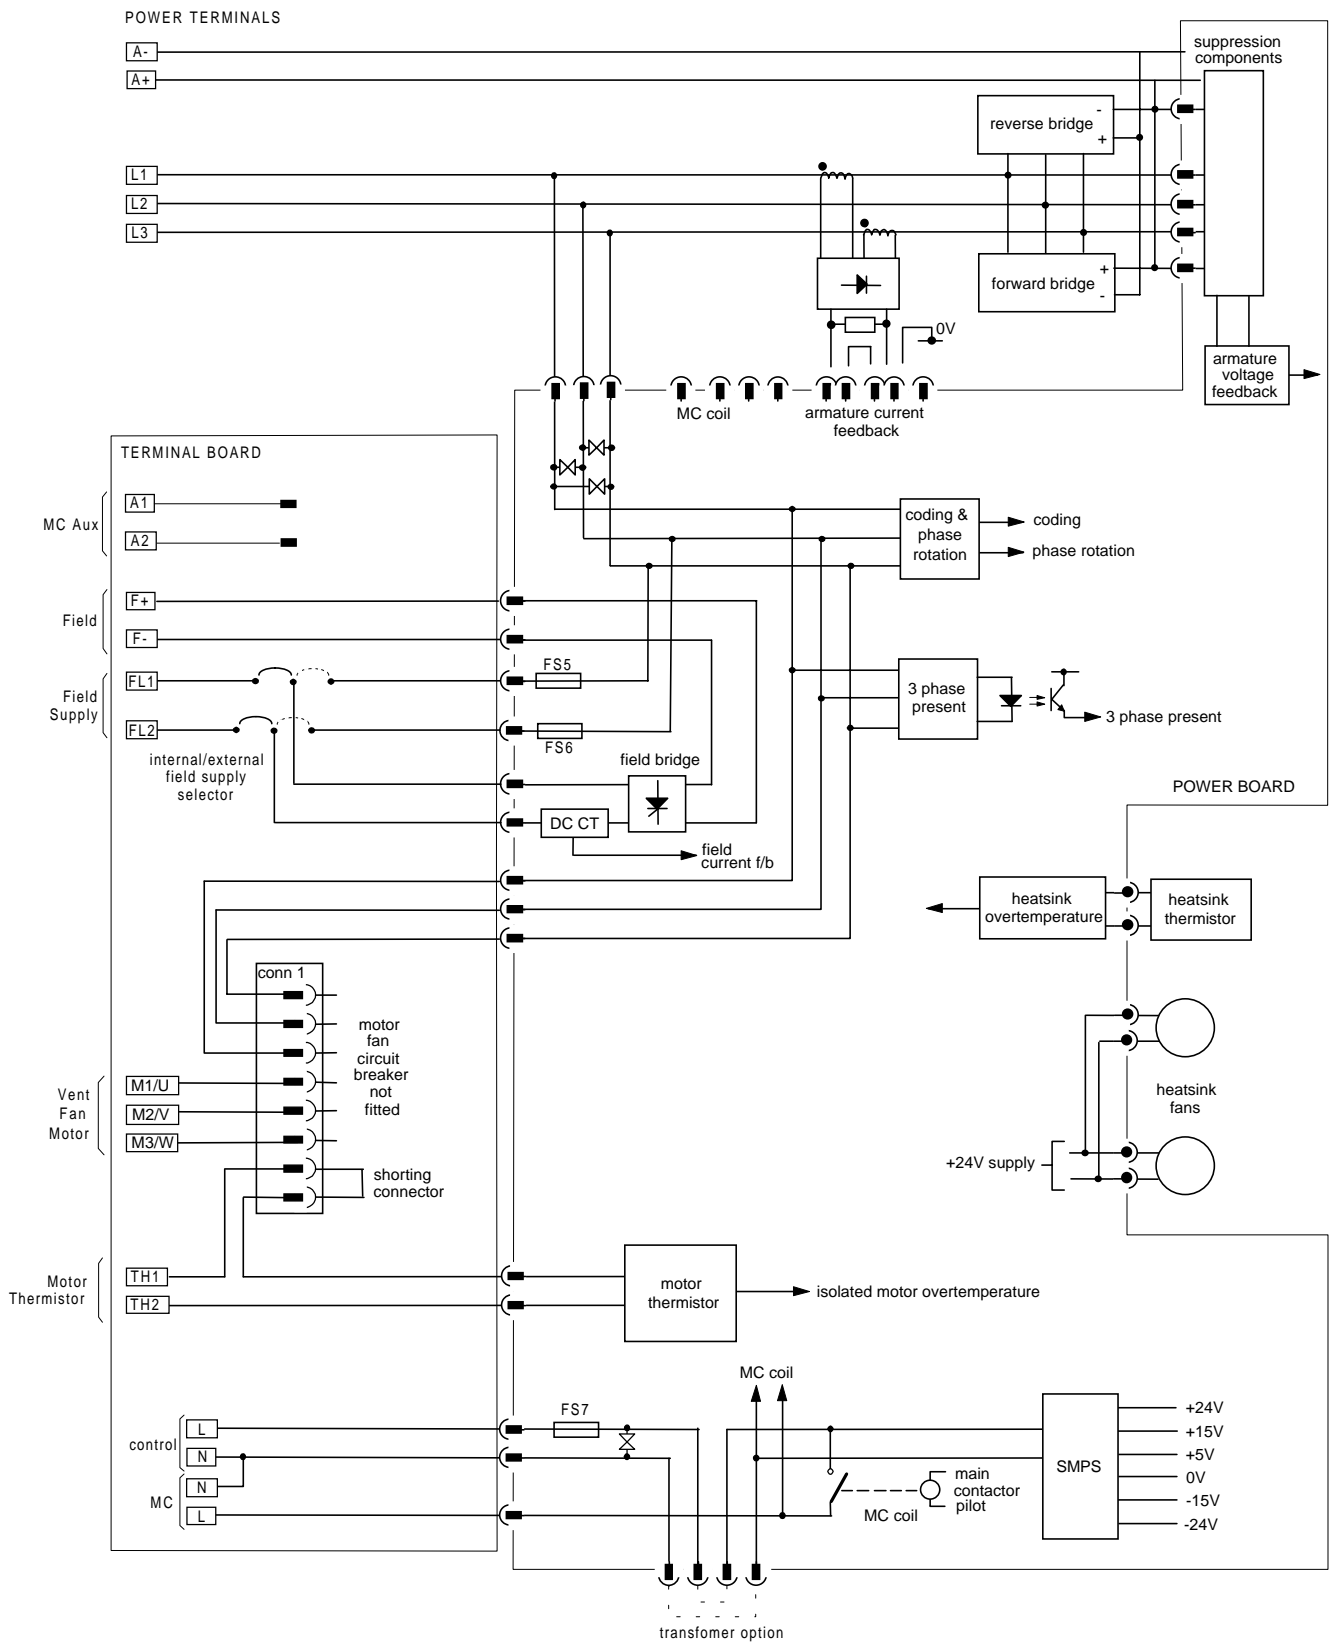 POWER TERMINALS
A-
A+
suppression
components
reverse bridge
-
+
L1
L2
L3
forward bridge
+
-
0V
armature
voltage
feedback
MC coil
armature current
feedback
TERMINAL BOARD
MC Aux
A1
A2
coding &
phase
rotation
coding
phase rotation
Field
F+
F-
Field
Supply
FL1
FL2
FS5
FS6
3 phase
present
3 phase present
internal/external
field supply
selector
field bridge
DC CT
field
current f/b
POWER BOARD
heatsink
overtemperature
heatsink
thermistor
conn 1
motor
fan
circuit
breaker
not
fitted
Vent
Fan
Motor
M1/U
M2/V
M3/W
heatsink
fans
+24V supply
shorting
connector
Motor
Thermistor
TH1
TH2
motor
thermistor
isolated motor overtemperature
MC coil
control
L
N
MC
N
L
FS7
MC coil
main
contactor
pilot
SMPS
+24V
+15V
+5V
0V
-15V
-24V
transfomer option